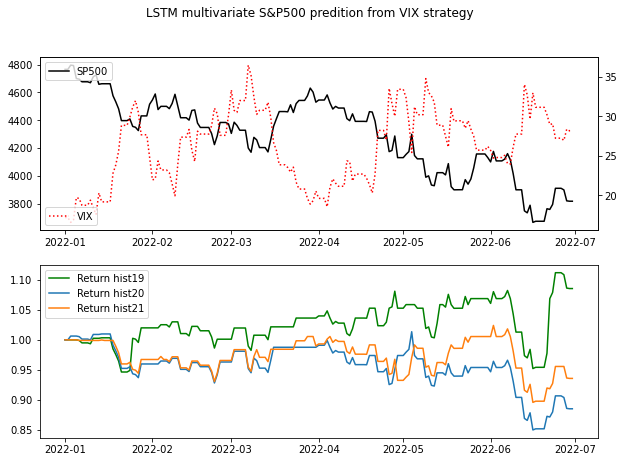 LSTM multivariate S&P500 predition from VIX strategy
SP500
VIX
4800
4600
4400
4200
4000
3800
35
30
25
20
2022-01 2022-02 2022-03 2022-04 2022-05 2022-06 2022-07
Return hist19
Return hist20
Return hist21
1.10
1.05
1.00
0.95
0.90
0.85
2022-01 2022-02 2022-03 2022-04 2022-05 2022-06 2022-07